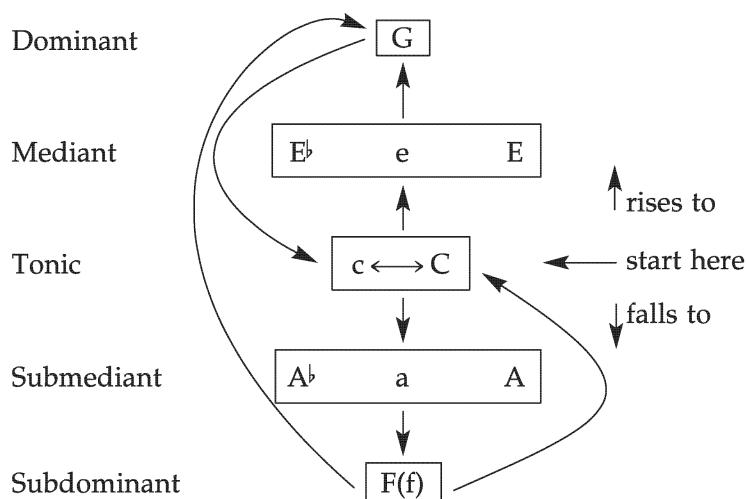 Dominant G
Mediant E♭ e E
rises to
Tonic c ⟷ C start here
falls to
Submediant A♭ a A
Subdominant F(f)